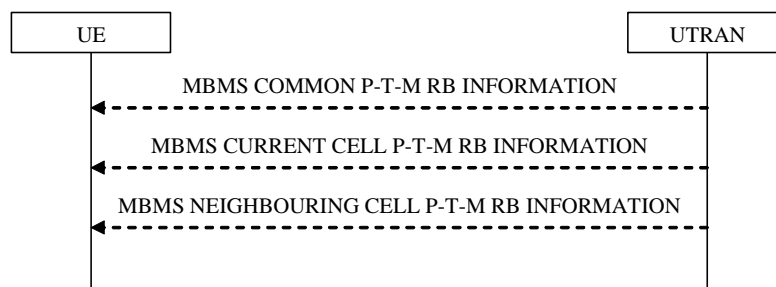 UE
UTRAN
MBMS COMMON P-T-M RB INFORMATION
MBMS CURRENT CELL P-T-M RB INFORMATION
MBMS NEIGHBOURING CELL P-T-M RB INFORMATION